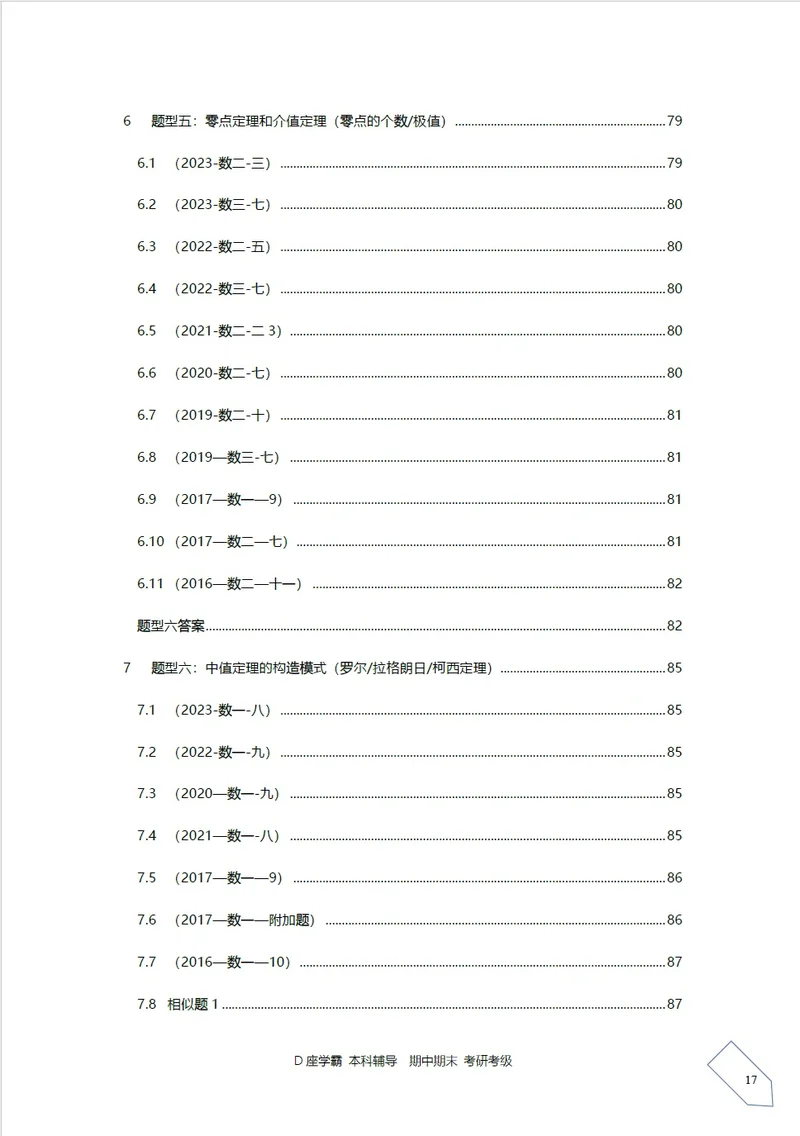 6 题型五：零点定理和介值定理（零点的个数/极值）79
6.1 （2023-数二-三）79
6.2 （2023-数三-七）80
6.3 （2022-数二-五）80
6.4 （2022-数三-七）80
6.5 （2021-数二-二 3）80
6.6 （2020-数二-七）80
6.7 （2019-数二-十）81
6.8 （2019—数三-七）81
6.9 （2017—数一—9）81
6.10 （2017—数二—七）81
6.11 （2016—数二—十一）82
题型六答案82
7 题型六：中值定理的构造模式（罗尔/拉格朗日/柯西定理）85
7.1 （2023-数一-八）85
7.2 （2022-数一-九）85
7.3 （2020—数一-九）85
7.4 （2021—数一-八）85
7.5 （2017—数一—9）86
7.6 （2017—数一—附加题）86
7.7 （2016—数一—10）87
7.8 相似题 1 87
D 座学霸 本科辅导 期中期末 考研考级
17